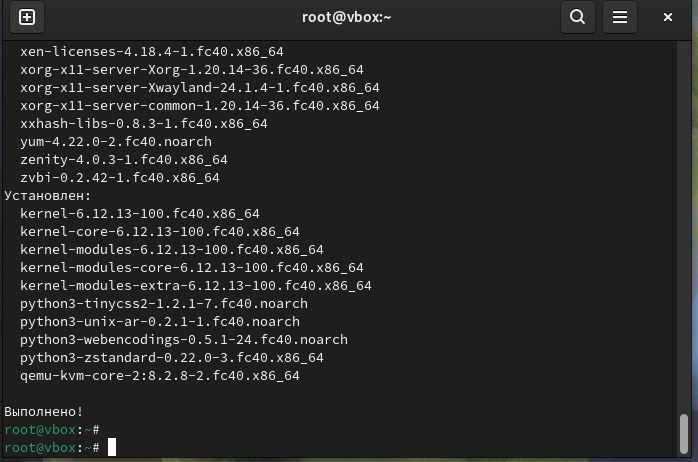 root@vbox:~
xen-licenses-4.18.4-1.fc40.x86_64
xorg-x11-server-Xorg-1.20.14-36.fc40.x86_64
xorg-x11-server-Xwayland-24.1.4-1.fc40.x86_64
xorg-x11-server-common-1.20.14-36.fc40.x86_64
xxhash-libs-0.8.3-1.fc40.x86_64
yum-4.22.0-2.fc40.noarch
zenity-4.0.3-1.fc40.x86_64
zvbi-0.2.42-1.fc40.x86_64
Установлен:
kernel-6.12.13-100.fc40.x86_64
kernel-core-6.12.13-100.fc40.x86_64
kernel-modules-6.12.13-100.fc40.x86_64
kernel-modules-core-6.12.13-100.fc40.x86_64
kernel-modules-extra-6.12.13-100.fc40.x86_64
python3-tinycss2-1.2.1-7.fc40.noarch
python3-unix-ar-0.2.1-1.fc40.noarch
python3-webencodings-0.5.1-24.fc40.noarch
python3-zstandard-0.22.0-3.fc40.x86_64
qemu-kvm-core-2:8.2.8-2.fc40.x86_64
Выполнено!
root@vbox:~#
root@vbox:~#